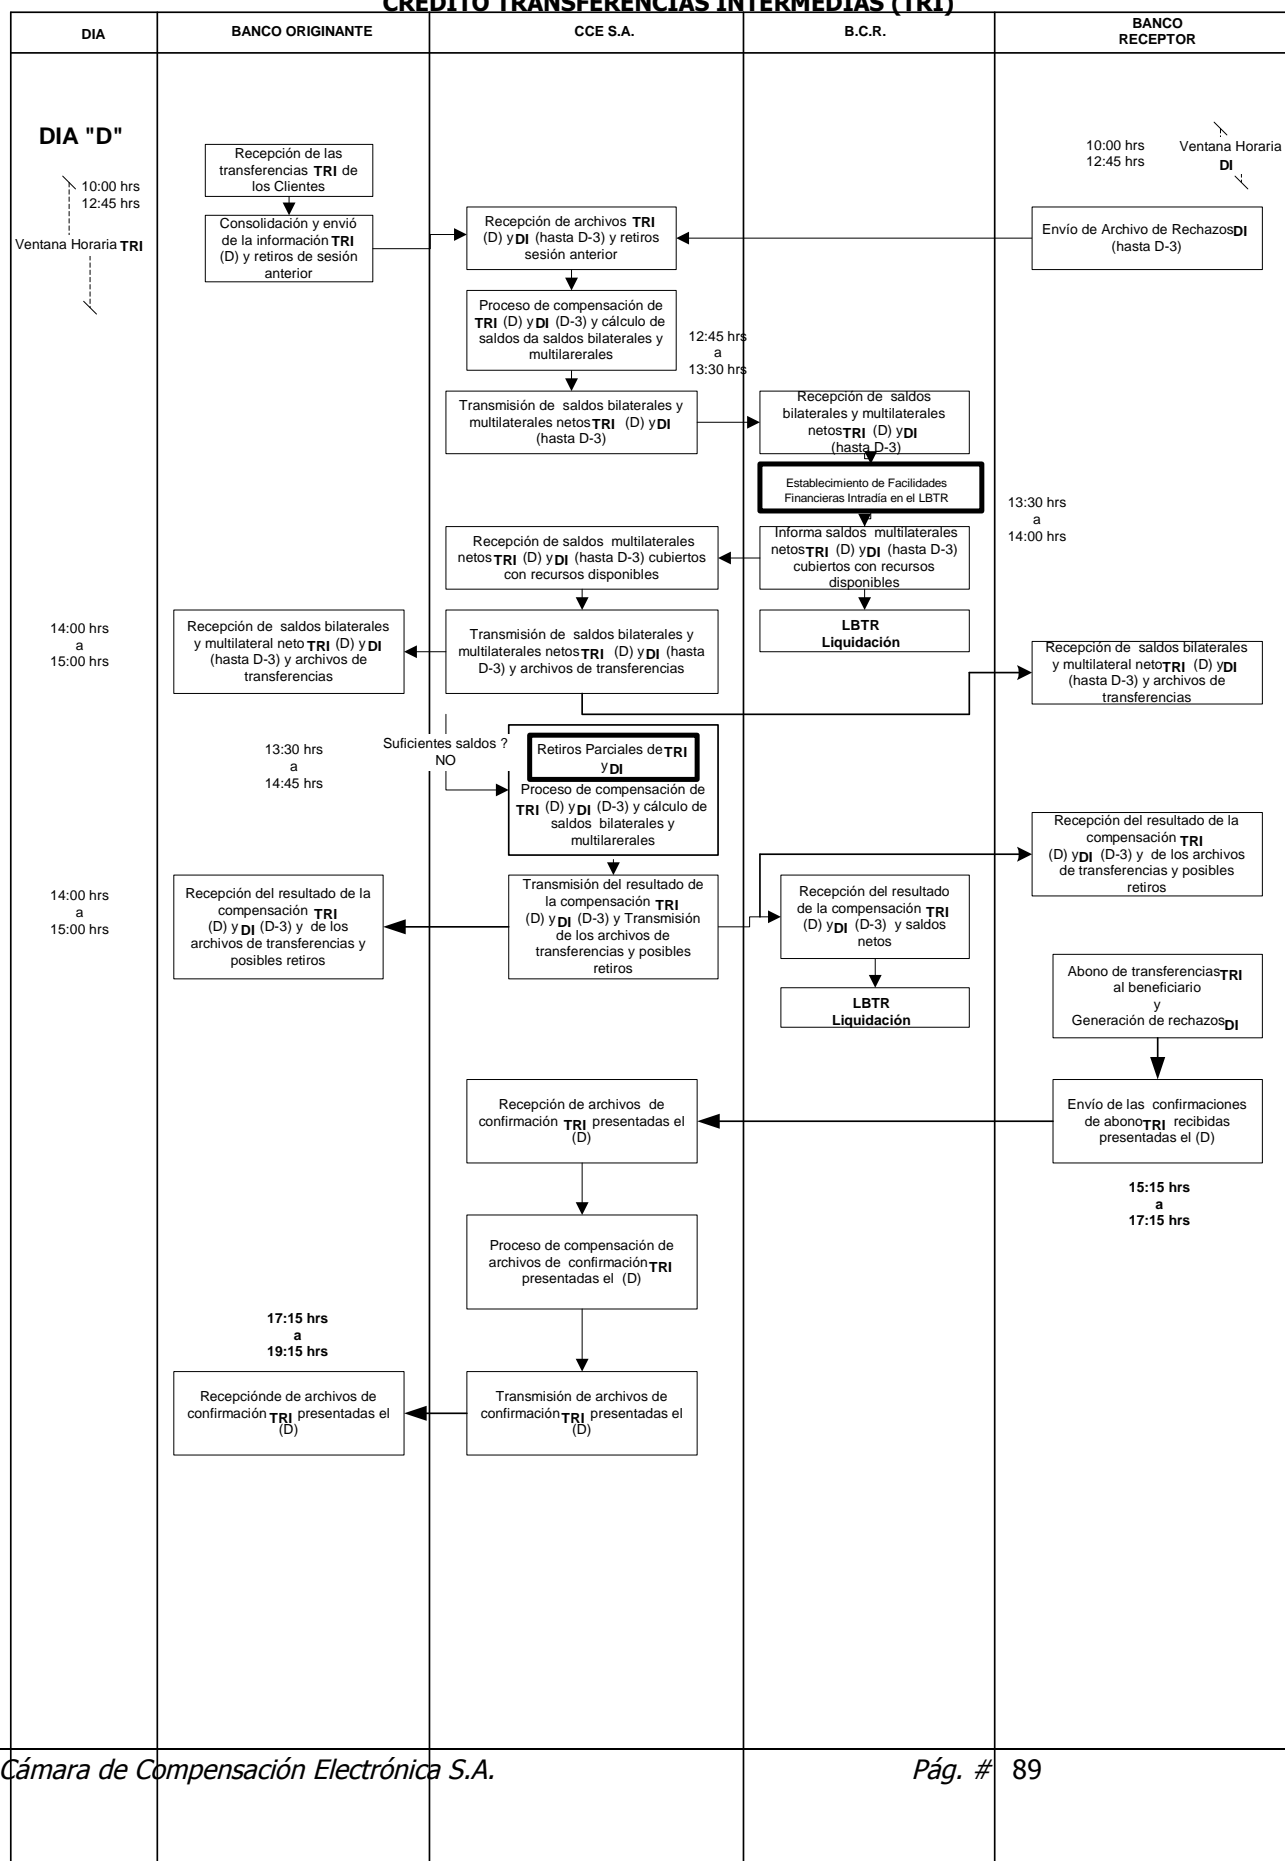 CREDITO TRANSFERENCIAS INTERMEDIAS (TRI)
DIA
BANCO ORIGINANTE
CCE S.A.
B.C.R.
BANCO
RECEPTOR
DIA "D"
10:00 hrs
12:45 hrs
Ventana Horaria TRI
Recepción de las
transferencias TRI de
los Clientes
10:00 hrs
12:45 hrs
Ventana Horaria
DI
Consolidación y envió
de la información TRI
(D) y retiros de sesión
anterior
Recepción de archivos TRI
(D) y DI (hasta D-3) y retiros
sesión anterior
Envío de Archivo de Rechazos DI
(hasta D-3)
Proceso de compensación de
TRI (D) y DI (D-3) y cálculo de
saldos da saldos bilaterales y
multilarerales
12:45 hrs
a
13:30 hrs
Transmisión de saldos bilaterales y
multilaterales netos TRI (D) y DI
(hasta D-3)
Recepción de saldos
bilaterales y multilaterales
netos TRI (D) y DI
(hasta D-3)
Establecimiento de Facilidades
Financieras Intradía en el LBTR
13:30 hrs
a
14:00 hrs
Recepción de saldos multilaterales
netos TRI (D) y DI (hasta D-3) cubiertos
con recursos disponibles
Informa saldos multilaterales
netos TRI (D) y DI (hasta D-3)
cubiertos con recursos
disponibles
14:00 hrs
a
15:00 hrs
Recepción de saldos bilaterales
y multilateral neto TRI (D) y DI
(hasta D-3) y archivos de
transferencias
Transmisión de saldos bilaterales y
multilaterales netos TRI (D) y DI (hasta
D-3) y archivos de transferencias
LBTR
Liquidación
Recepción de saldos bilaterales
y multilateral neto TRI (D) y DI
(hasta D-3) y archivos de
transferencias
13:30 hrs
a
14:45 hrs
Suficientes saldos ?
NO
Retiros Parciales de TRI
y DI
Proceso de compensación de
TRI (D) y DI (D-3) y cálculo de
saldos bilaterales y
multilarerales
Recepción del resultado de la
compensación TRI
(D) y DI (D-3) y de los archivos
de transferencias y posibles
retiros
14:00 hrs
a
15:00 hrs
Recepción del resultado de la
compensación TRI
(D) y DI (D-3) y de los
archivos de transferencias y
posibles retiros
Transmisión del resultado de
la compensación TRI
(D) y DI (D-3) y Transmisión
de los archivos de
transferencias y posibles
retiros
Recepción del resultado
de la compensación TRI
(D) y DI (D-3) y saldos
netos
LBTR
Liquidación
Abono de transferencias TRI
al beneficiario
y
Generación de rechazos DI
Recepción de archivos de
confirmación TRI presentadas el
(D)
Envío de las confirmaciones
de abono TRI recibidas
presentadas el (D)
15:15 hrs
a
17:15 hrs
Proceso de compensación de
archivos de confirmación TRI
presentadas el (D)
17:15 hrs
a
19:15 hrs
Recepciónde de archivos de
confirmación TRI presentadas el
(D)
Transmisión de archivos de
confirmación TRI presentadas el
(D)
Cámara de Compensación Electrónica S.A.
Pág. # 89